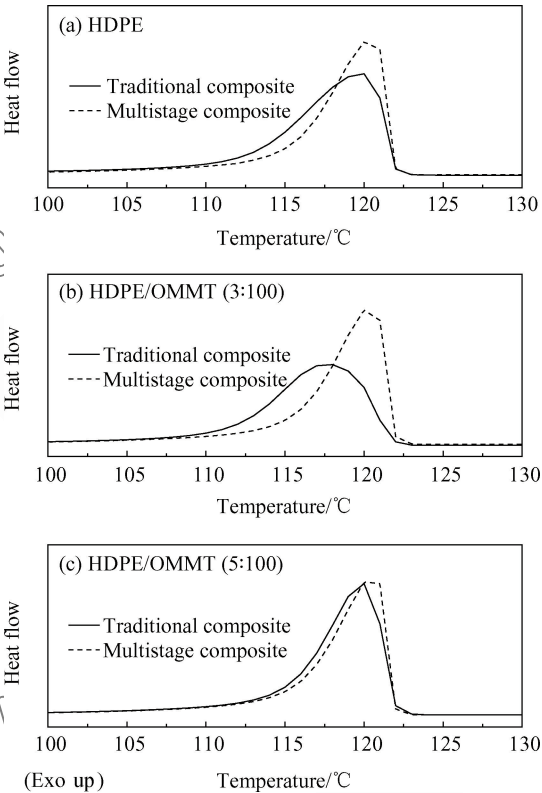 (a) HDPE
Heat flow
Traditional composite
Multistage composite
100 105 110 115 120 125 130
Temperature/℃
(b) HDPE/OMMT (3∶100)
Heat flow
Traditional composite
Multistage composite
100 105 110 115 120 125 130
Temperature/℃
(c) HDPE/OMMT (5∶100)
Heat flow
Traditional composite
Multistage composite
100 105 110 115 120 125 130
(Exo up) Temperature/℃